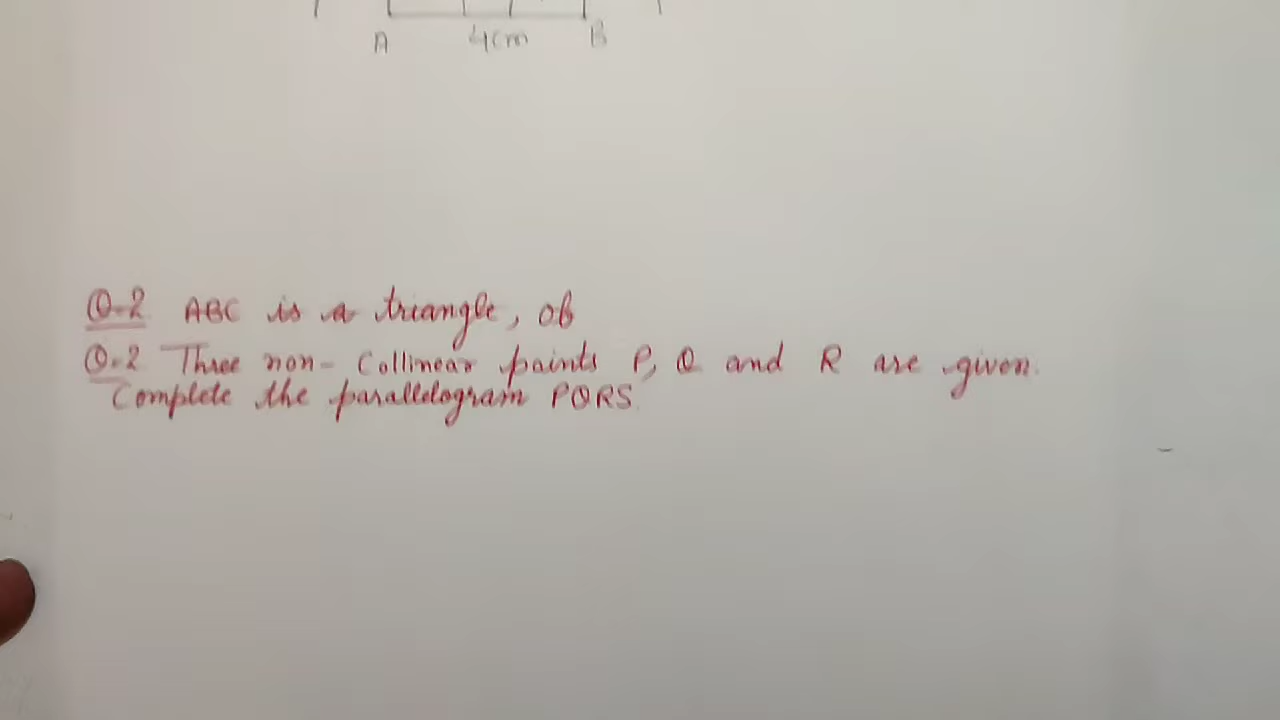 A 4cm B
Q-2 ABC is a triangle, of
Q.2 Three non-Collinear points P, Q and R are given.
Complete the parallelogram PQRS.